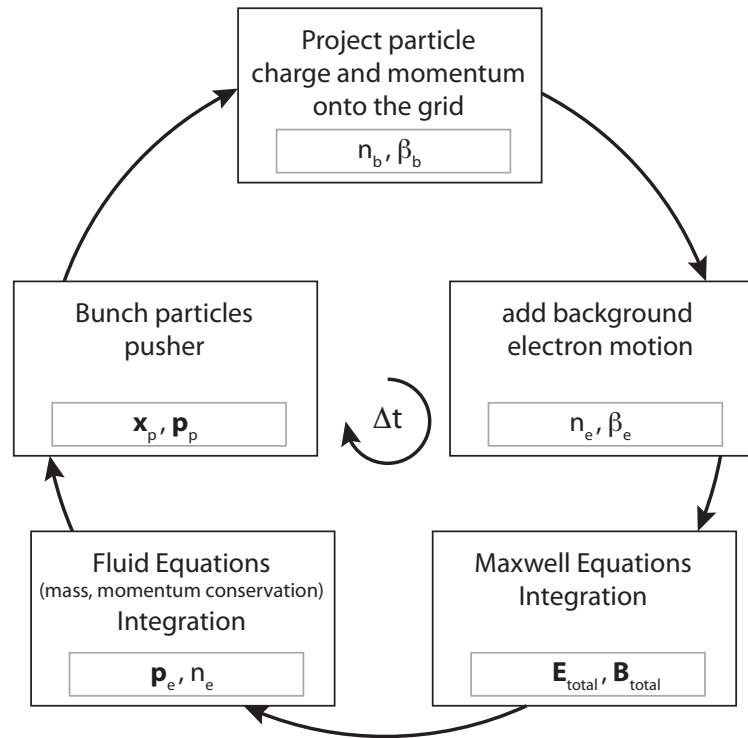 Project particle
charge and momentum
onto the grid
n_b, β_b
Bunch particles
pusher
x_p, p_p
add background
electron motion
n_e, β_e
Δt
Fluid Equations
(mass, momentum conservation)
Integration
p_e, n_e
Maxwell Equations
Integration
E_total, B_total